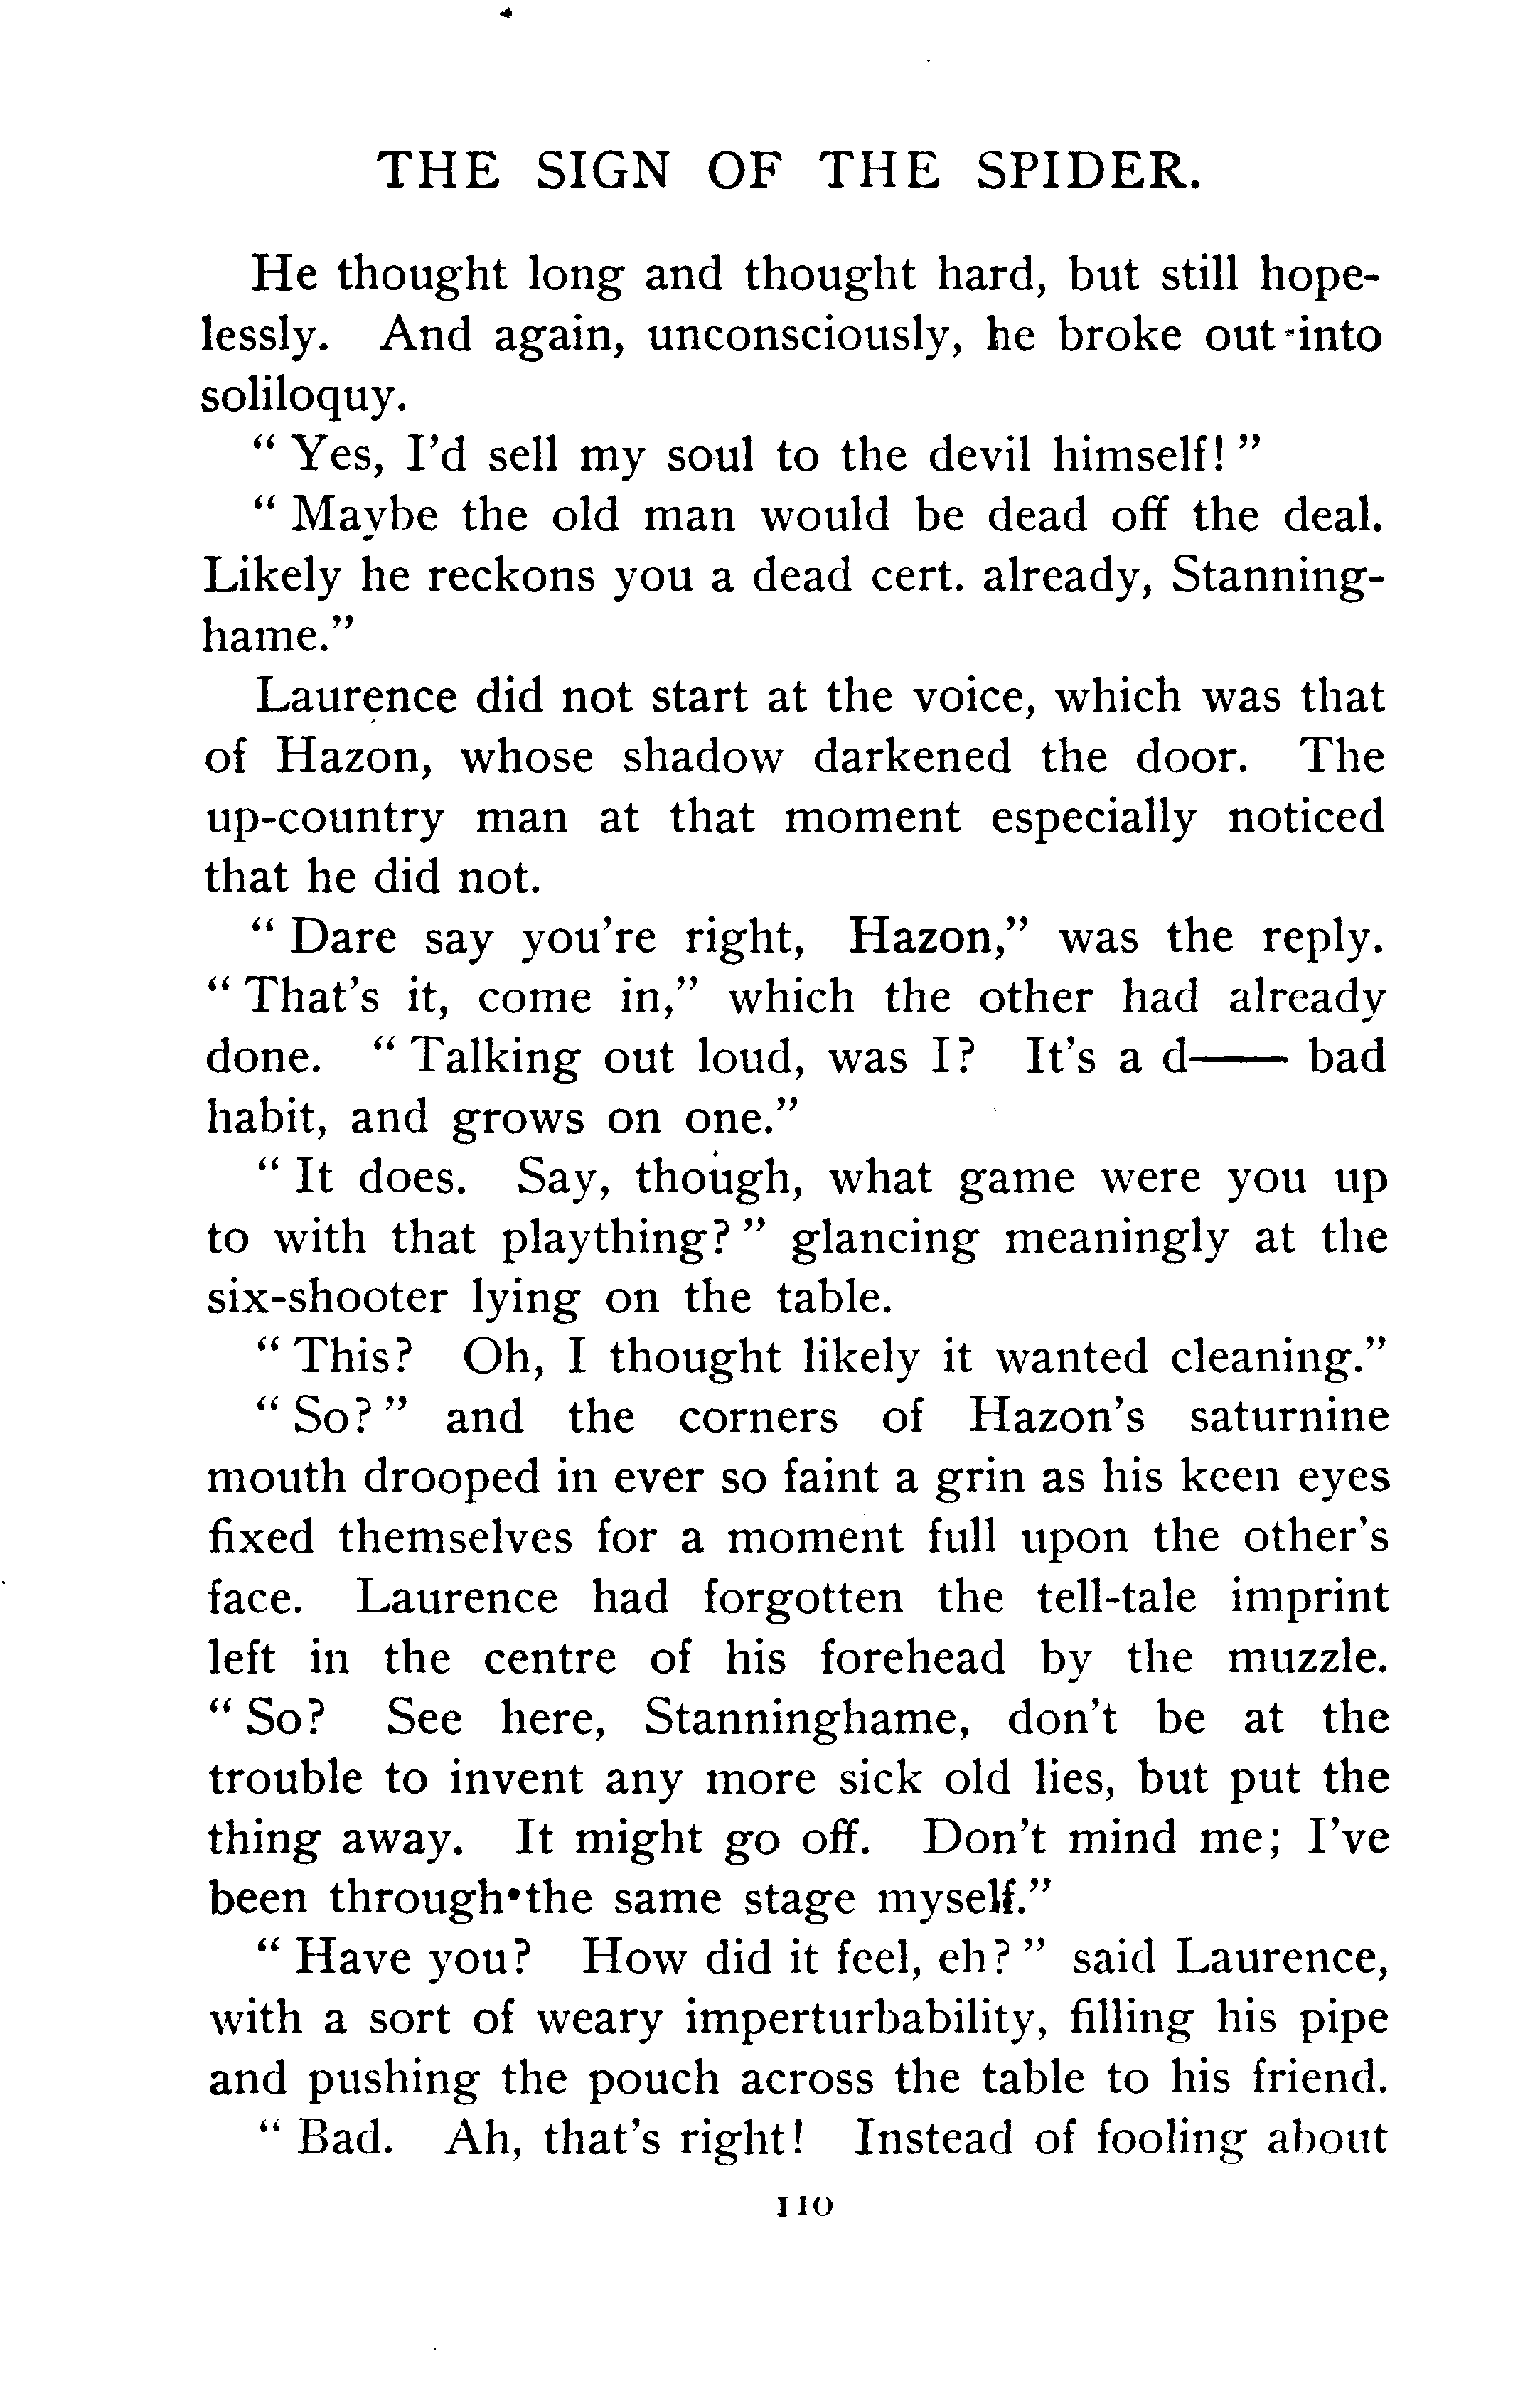 THE SIGN OF THE SPIDER.
He thought long and thought hard, but still hope-
lessly. And again, unconsciously, he broke out into
soliloquy.
" Yes, I'd sell my soul to the devil himself! "
" Maybe the old man would be dead off the deal.
Likely he reckons you a dead cert. already, Stanning-
hame."
Laurence did not start at the voice, which was that
of Hazon, whose shadow darkened the door. The
up-country man at that moment especially noticed
that he did not.
" Dare say you're right, Hazon," was the reply.
" That's it, come in," which the other had already
done. " Talking out loud, was I? It's a d—— bad
habit, and grows on one."
" It does. Say, though, what game were you up
to with that plaything? " glancing meaningly at the
six-shooter lying on the table.
" This? Oh, I thought likely it wanted cleaning."
" So? " and the corners of Hazon's saturnine
mouth drooped in ever so faint a grin as his keen eyes
fixed themselves for a moment full upon the other's
face. Laurence had forgotten the tell-tale imprint
left in the centre of his forehead by the muzzle.
" So? See here, Stanninghame, don't be at the
trouble to invent any more sick old lies, but put the
thing away. It might go off. Don't mind me; I've
been through the same stage myself."
" Have you? How did it feel, eh? " said Laurence,
with a sort of weary imperturbability, filling his pipe
and pushing the pouch across the table to his friend.
" Bad. Ah, that's right! Instead of fooling about
110